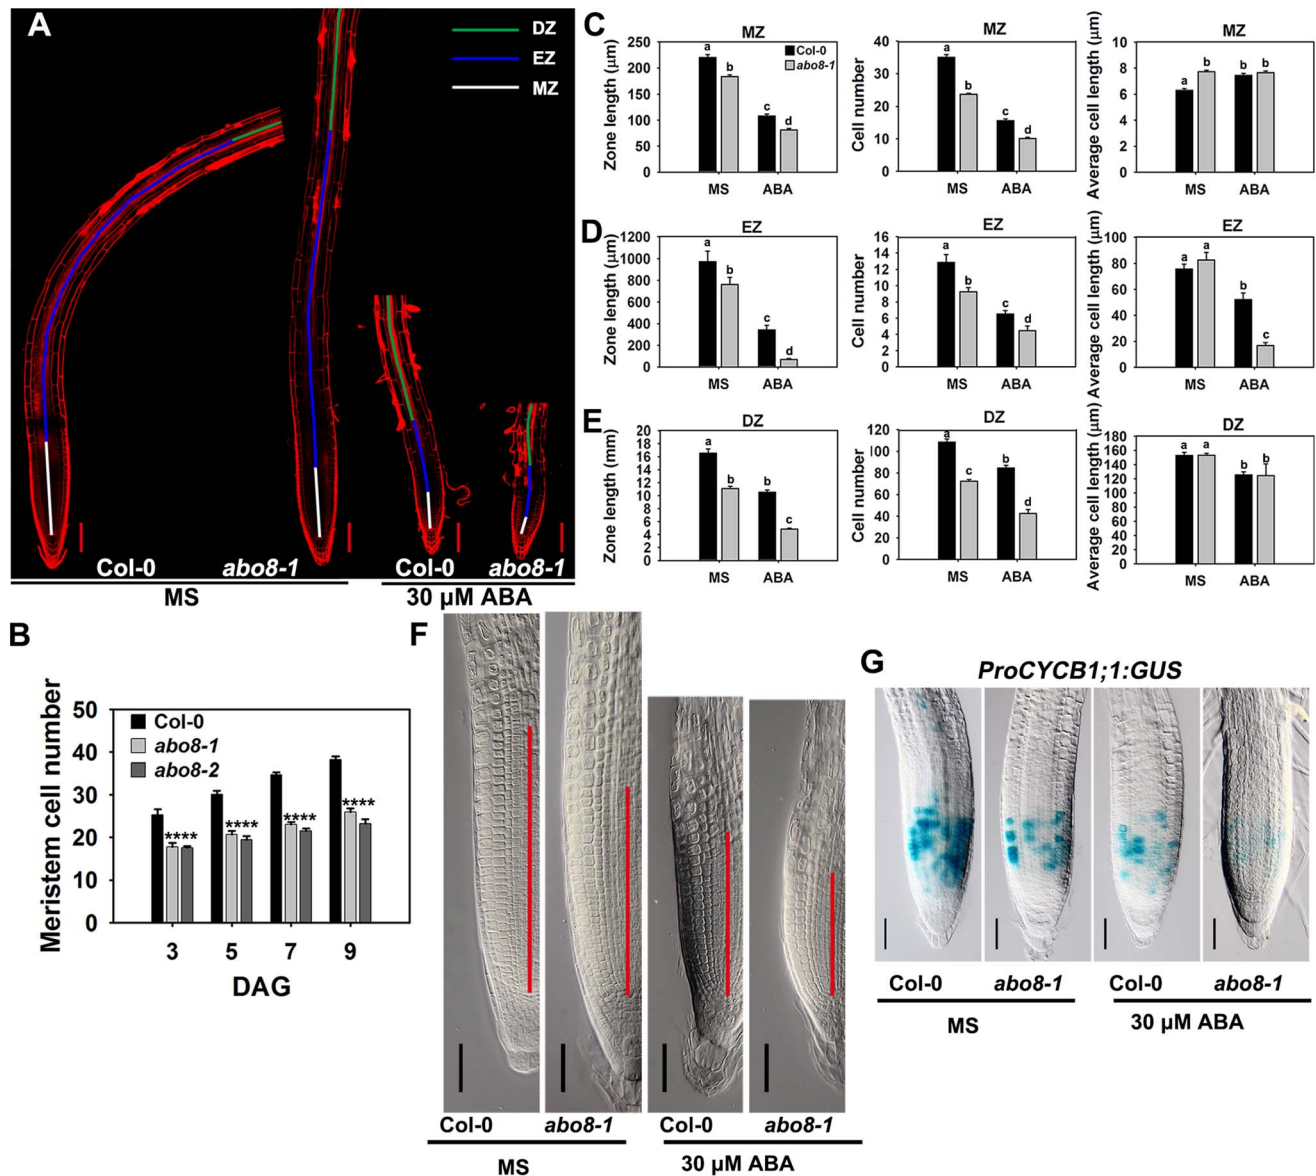 A
DZ
EZ
MZ
Col-0 abo8-1 Col-0 abo8-1
MS 30 µM ABA
B
Meristem cell number
50
40
30
20
10
0
Col-0
abo8-1
abo8-2
**** **** **** ****
3 5 7 9
DAG
C
MZ
Zone length (µm)
250
200
150
100
50
0
a b c d
Col-0
abo8-1
MS ABA
MZ
Cell number
40
30
20
10
0
a b c d
MS ABA
MZ
Average cell length (µm)
10
8
6
4
2
0
a b b b
MS ABA
D
EZ
Zone length (µm)
1200
1000
800
600
400
200
0
a b c d
MS ABA
EZ
Cell number
16
14
12
10
8
6
4
2
0
a b c d
MS ABA
EZ
Average cell length (µm)
100
80
60
40
20
0
a a b c
MS ABA
E
DZ
Zone length (mm)
20
18
16
14
12
10
8
6
4
2
0
a b b c
MS ABA
DZ
Cell number
120
100
80
60
40
20
0
a c b d
MS ABA
DZ
Average cell length (µm)
180
160
140
120
100
80
60
40
20
0
a a b b
MS ABA
F
Col-0 abo8-1 Col-0 abo8-1
MS 30 µM ABA
G
ProCYCB1;1:GUS
Col-0 abo8-1 Col-0 abo8-1
MS 30 µM ABA